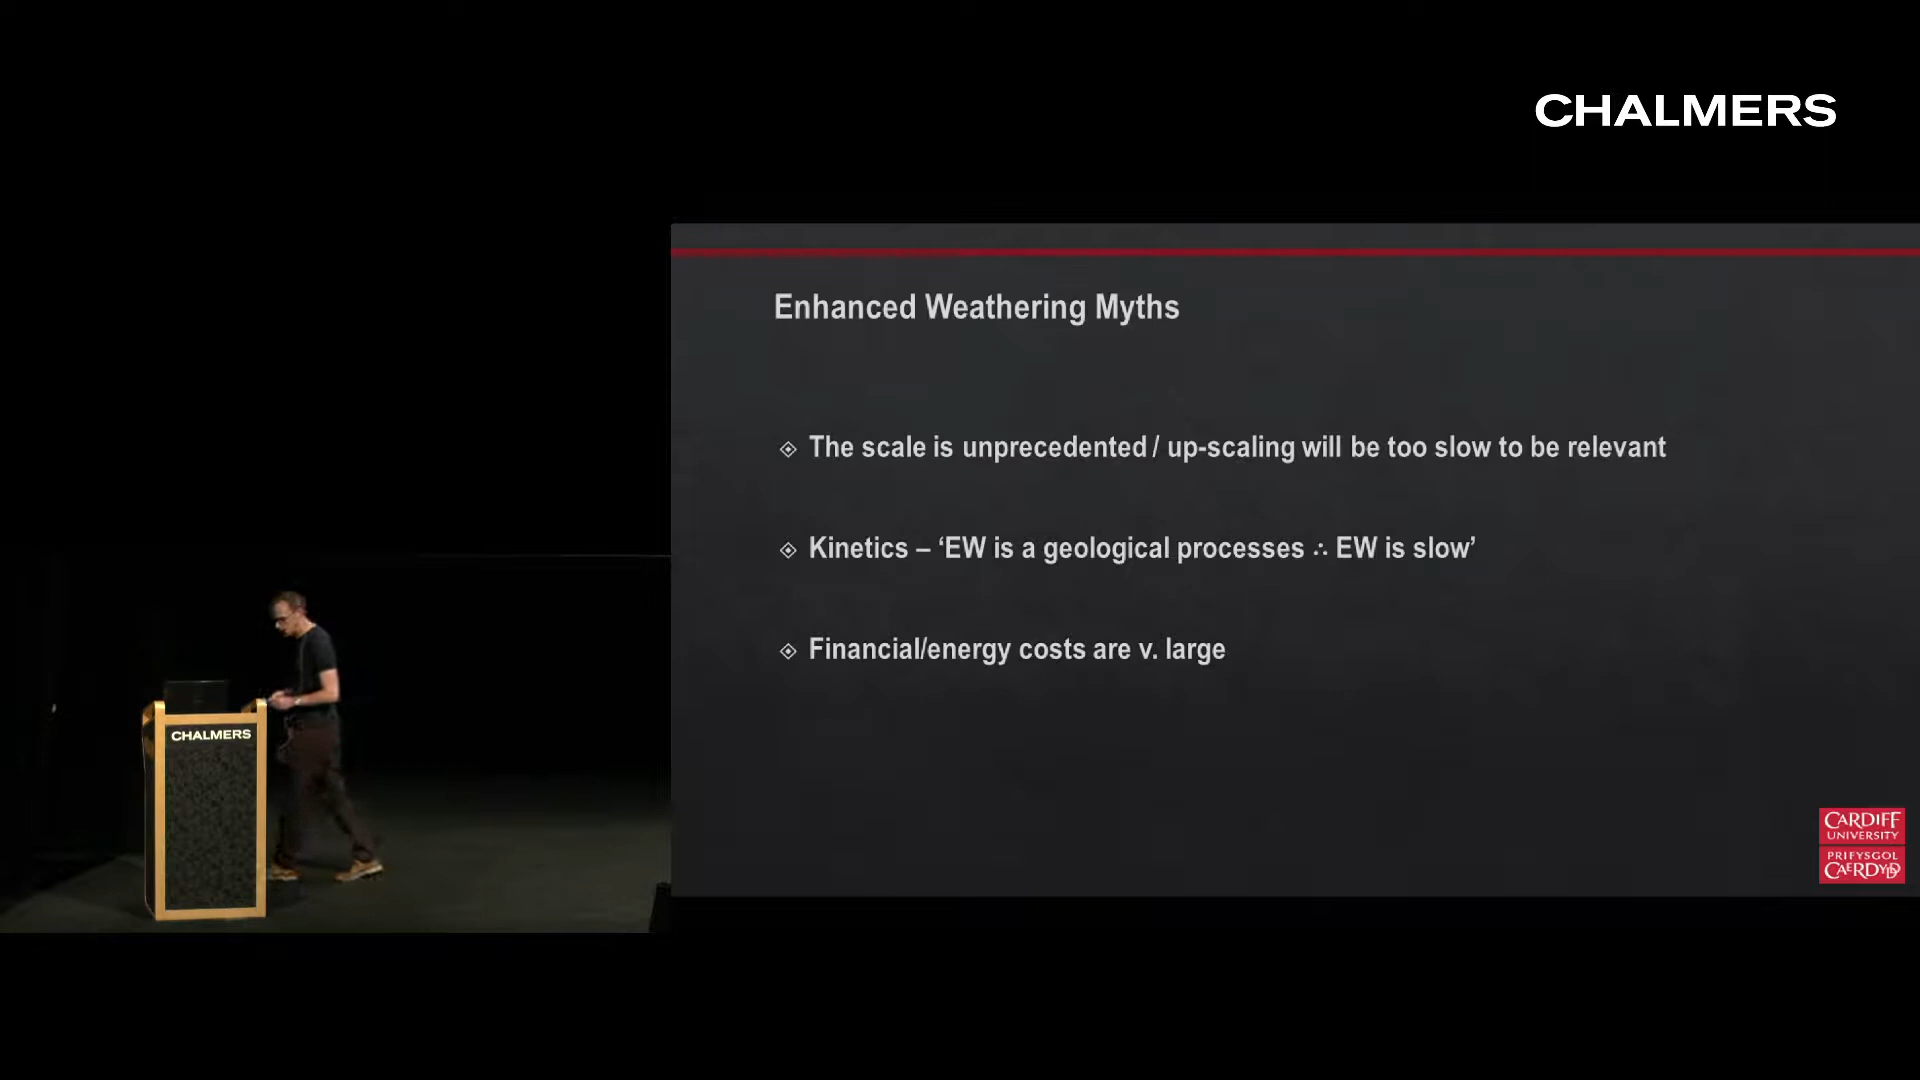 CHALMERS
Enhanced Weathering Myths
The scale is unprecedented / up-scaling will be too slow to be relevant
Kinetics – ‘EW is a geological processes ∴ EW is slow’
Financial/energy costs are v. large
CHALMERS
CARDIFF
UNIVERSITY
PRIFYSGOL
CAERDYDD